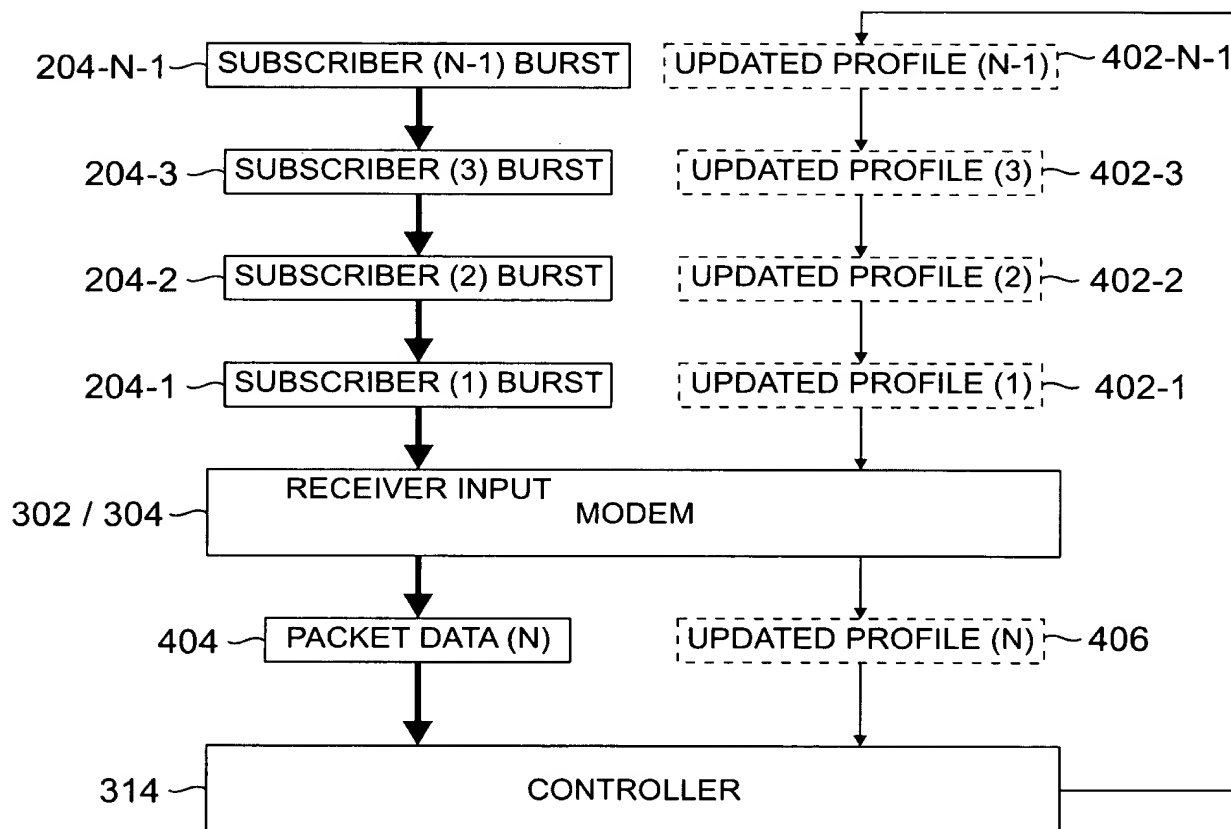 204-N-1 SUBSCRIBER (N-1) BURST UPDATED PROFILE (N-1) 402-N-1
204-3 SUBSCRIBER (3) BURST UPDATED PROFILE (3) 402-3
204-2 SUBSCRIBER (2) BURST UPDATED PROFILE (2) 402-2
204-1 SUBSCRIBER (1) BURST UPDATED PROFILE (1) 402-1
RECEIVER INPUT
302 / 304 MODEM
404 PACKET DATA (N) UPDATED PROFILE (N) 406
314 CONTROLLER